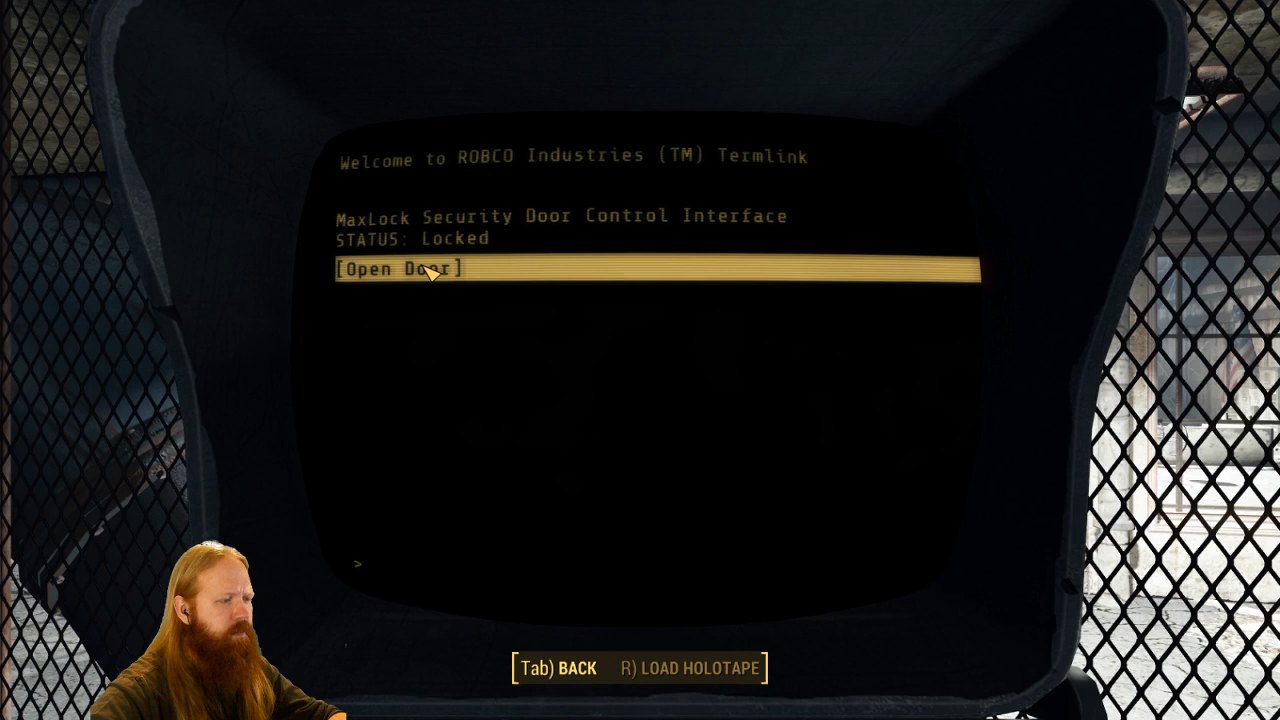 Welcome to ROBCO Industries (TM) Termlink
MaxLock Security Door Control Interface
STATUS: Locked
[Open Door]
>
Tab) BACK R) LOAD HOLOTAPE